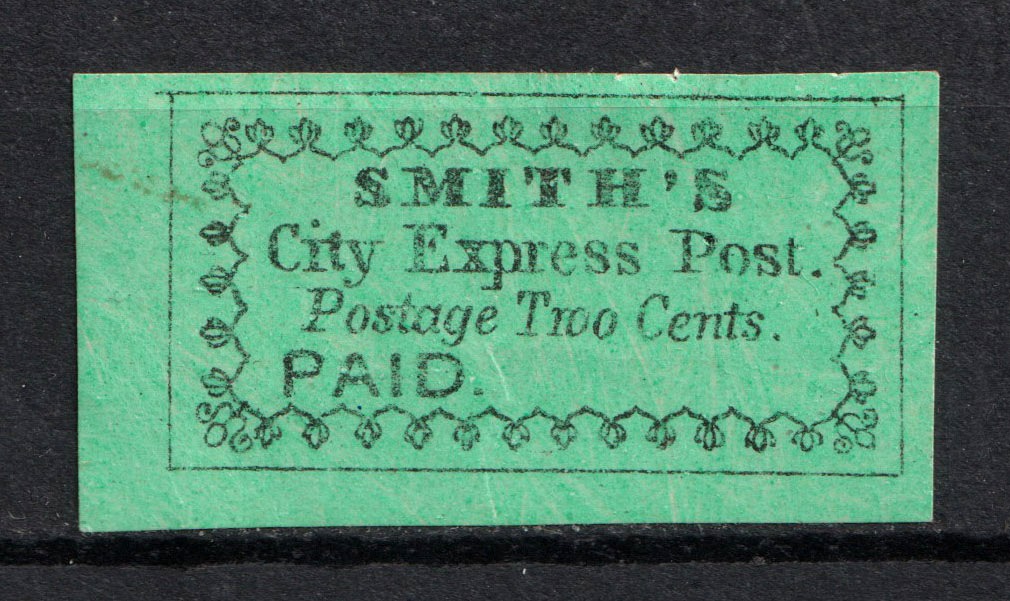 SMITH'S
City Express Post.
Postage Two Cents.
PAID.